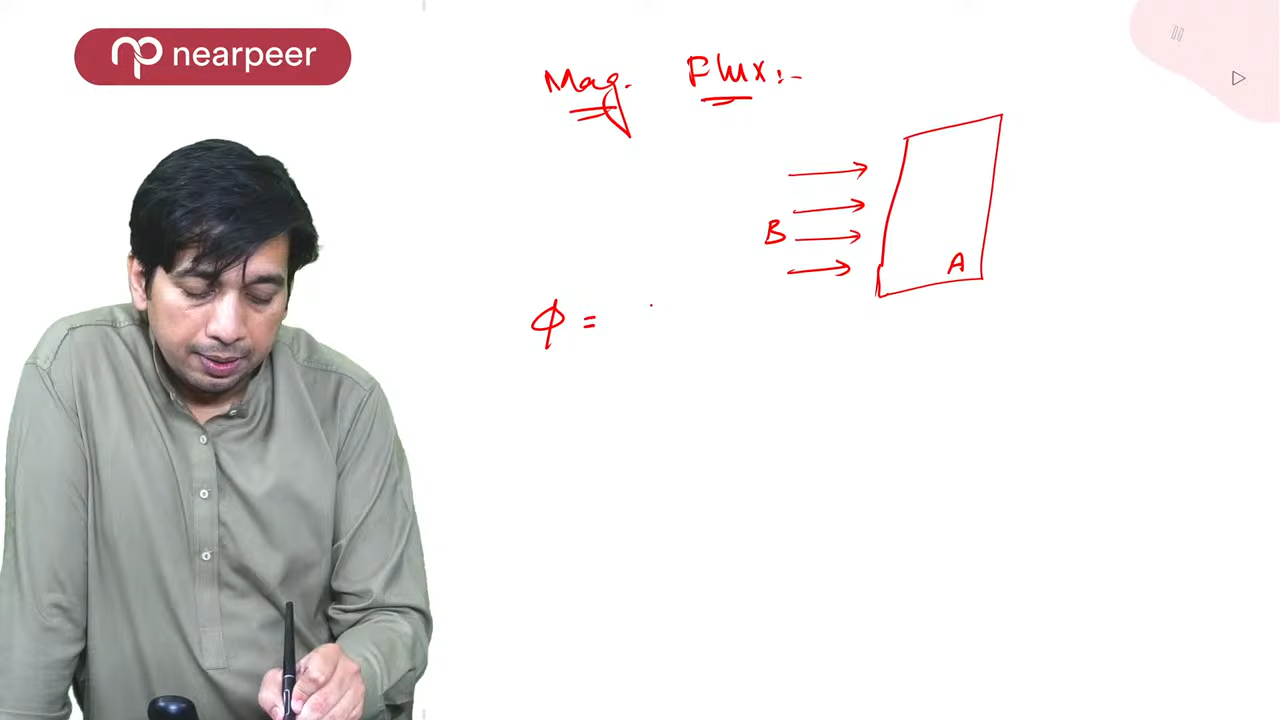 nearpeer
Mag. Flux:-
B
A
Φ =